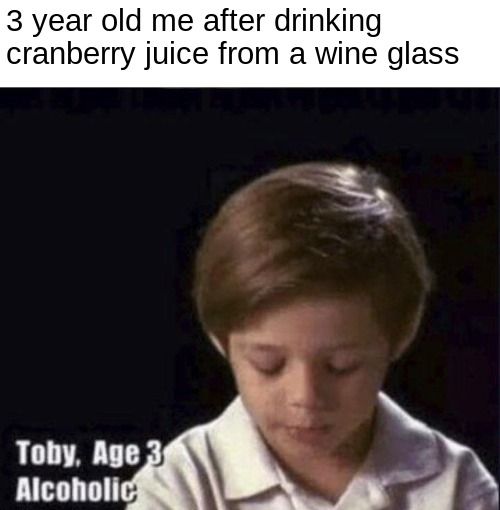 3 year old me after drinking
cranberry juice from a wine glass
Toby, Age 3
Alcoholic